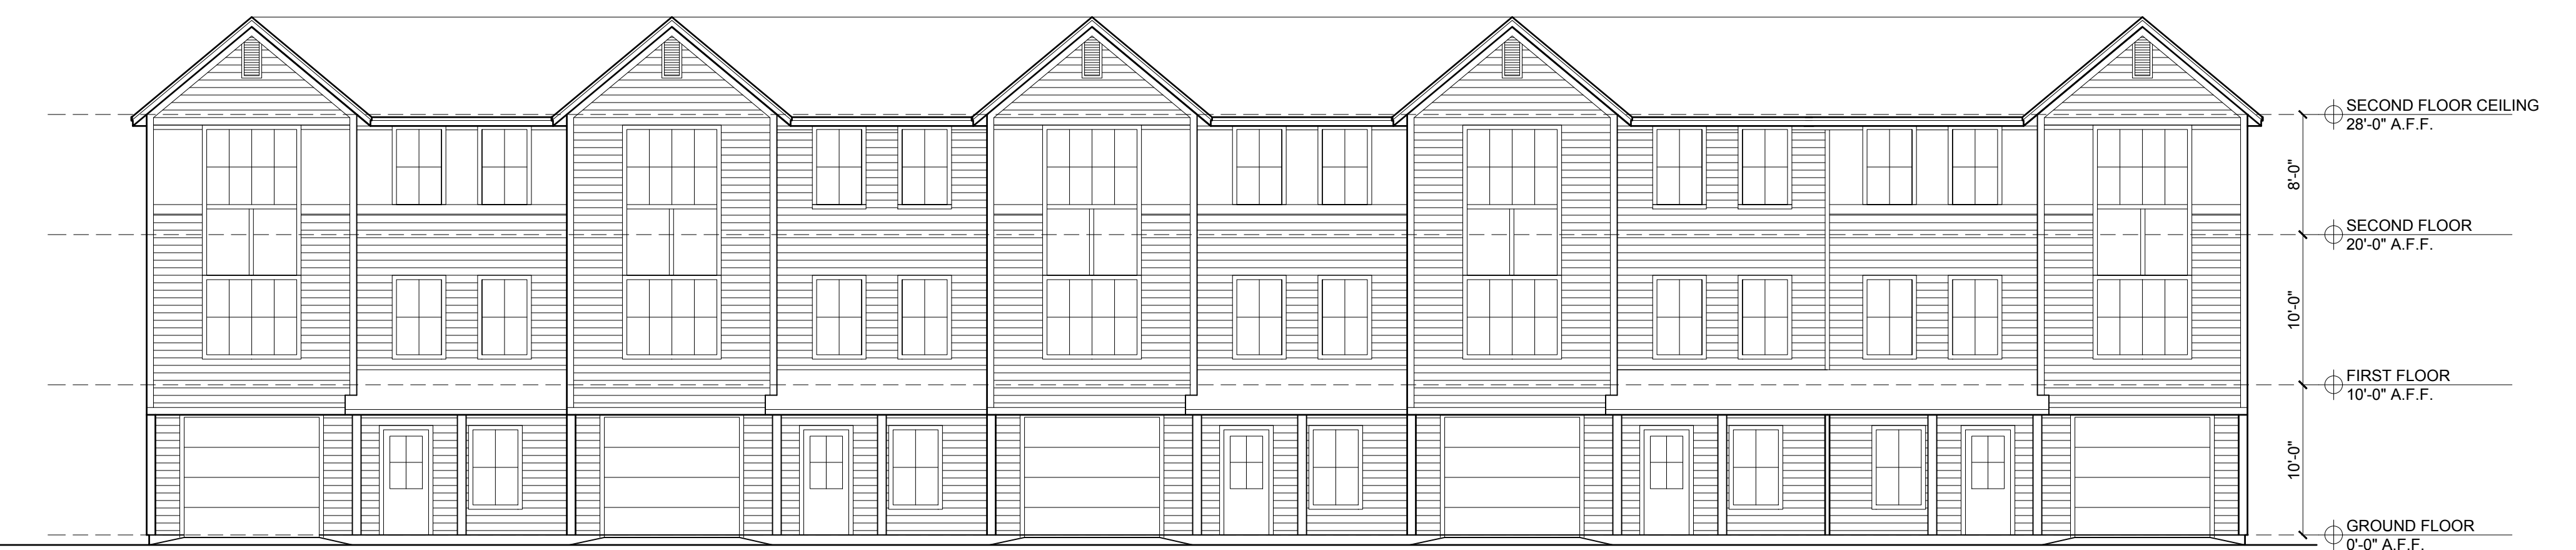 SECOND FLOOR CEILING
28'-0" A.F.F.
8'-0"
SECOND FLOOR
20'-0" A.F.F.
10'-0"
FIRST FLOOR
10'-0" A.F.F.
10'-0"
GROUND FLOOR
0'-0" A.F.F.